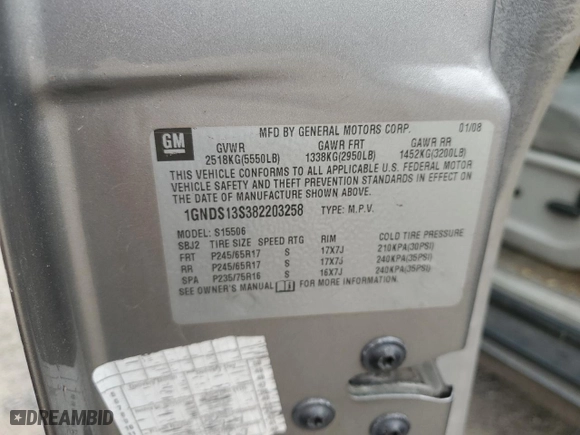 MFD BY GENERAL MOTORS CORP. 01/08
GM
GVWR GAWR FRT GAWR RR
2518KG(5550LB) 1338KG(2950LB) 1452KG(3200LB)
THIS VEHICLE CONFORMS TO ALL APPLICABLE U.S. FEDERAL MOTOR
VEHICLE SAFETY AND THEFT PREVENTION STANDARDS IN EFFECT ON
THE DATE OF MANUFACTURE SHOWN ABOVE.
1GNDS13S382203258 TYPE: M.P.V.
MODEL: S15506
SBJ2 TIRE SIZE SPEED RTG RIM COLD TIRE PRESSURE
FRT P245/65R17 S 17X7J 210KPA(30PSI)
RR P245/65R17 S 17X7J 240KPA(35PSI)
SPA P235/75R16 S 16X7J 240KPA(35PSI)
SEE OWNER'S MANUAL FOR MORE INFORMATION.
DREAMBID